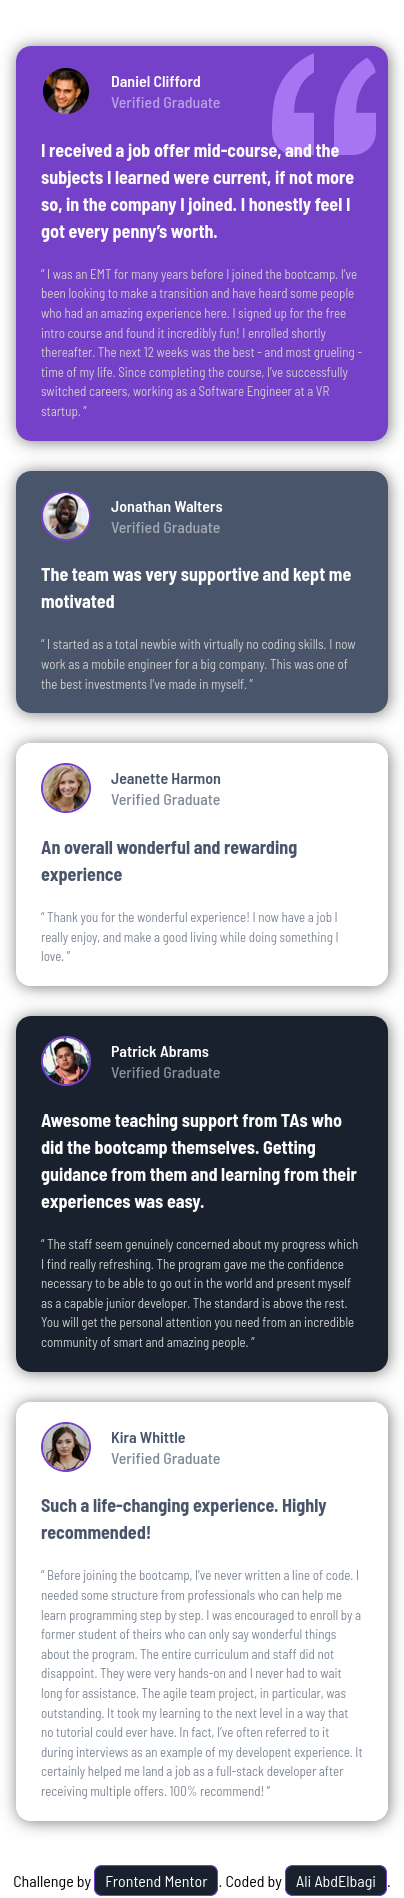 Daniel Clifford
Verified Graduate
I received a job offer mid-course, and the
subjects I learned were current, if not more
so, in the company I joined. I honestly feel I
got every penny’s worth.
“ I was an EMT for many years before I joined the bootcamp. I’ve
been looking to make a transition and have heard some people
who had an amazing experience here. I signed up for the free
intro course and found it incredibly fun! I enrolled shortly
thereafter. The next 12 weeks was the best - and most grueling -
time of my life. Since completing the course, I’ve successfully
switched careers, working as a Software Engineer at a VR
startup. ”
Jonathan Walters
Verified Graduate
The team was very supportive and kept me
motivated
“ I started as a total newbie with virtually no coding skills. I now
work as a mobile engineer for a big company. This was one of
the best investments I’ve made in myself. ”
Jeanette Harmon
Verified Graduate
An overall wonderful and rewarding
experience
“ Thank you for the wonderful experience! I now have a job I
really enjoy, and make a good living while doing something I
love. ”
Patrick Abrams
Verified Graduate
Awesome teaching support from TAs who
did the bootcamp themselves. Getting
guidance from them and learning from their
experiences was easy.
“ The staff seem genuinely concerned about my progress which
I find really refreshing. The program gave me the confidence
necessary to be able to go out in the world and present myself
as a capable junior developer. The standard is above the rest.
You will get the personal attention you need from an incredible
community of smart and amazing people. ”
Kira Whittle
Verified Graduate
Such a life-changing experience. Highly
recommended!
“ Before joining the bootcamp, I’ve never written a line of code. I
needed some structure from professionals who can help me
learn programming step by step. I was encouraged to enroll by a
former student of theirs who can only say wonderful things
about the program. The entire curriculum and staff did not
disappoint. They were very hands-on and I never had to wait
long for assistance. The agile team project, in particular, was
outstanding. It took my learning to the next level in a way that
no tutorial could ever have. In fact, I’ve often referred to it
during interviews as an example of my developent experience. It
certainly helped me land a job as a full-stack developer after
receiving multiple offers. 100% recommend! ”
Challenge by Frontend Mentor . Coded by Ali AbdElbagi .